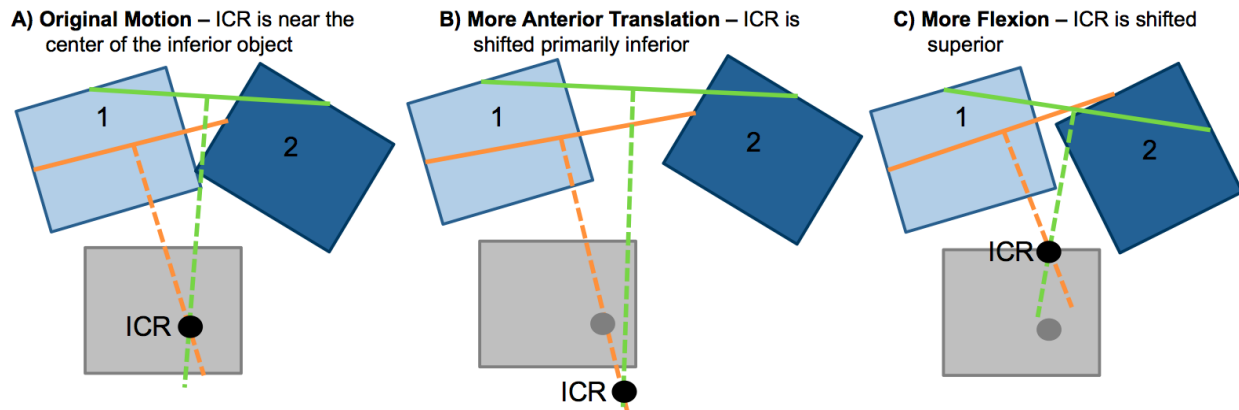 A) Original Motion – ICR is near the
center of the inferior object
1
2
ICR
B) More Anterior Translation – ICR is
shifted primarily inferior
1
2
ICR
C) More Flexion – ICR is shifted
superior
1
2
ICR